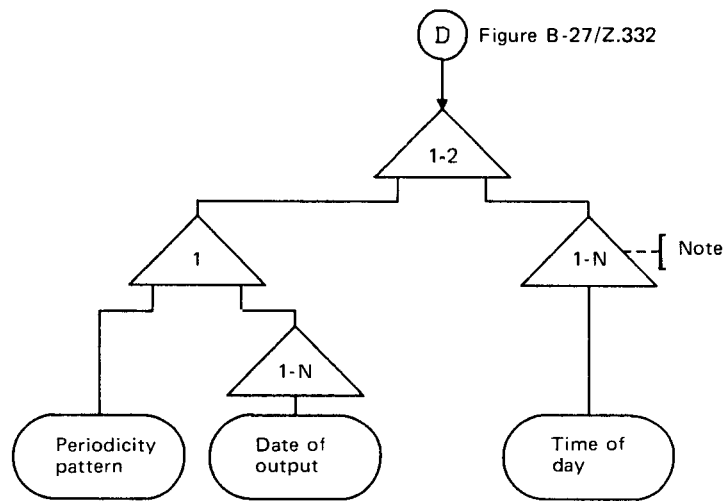 D Figure B-27/Z.332
1-2
1
1-N Note
1-N
Periodicity
pattern
Date of
output
Time of
day